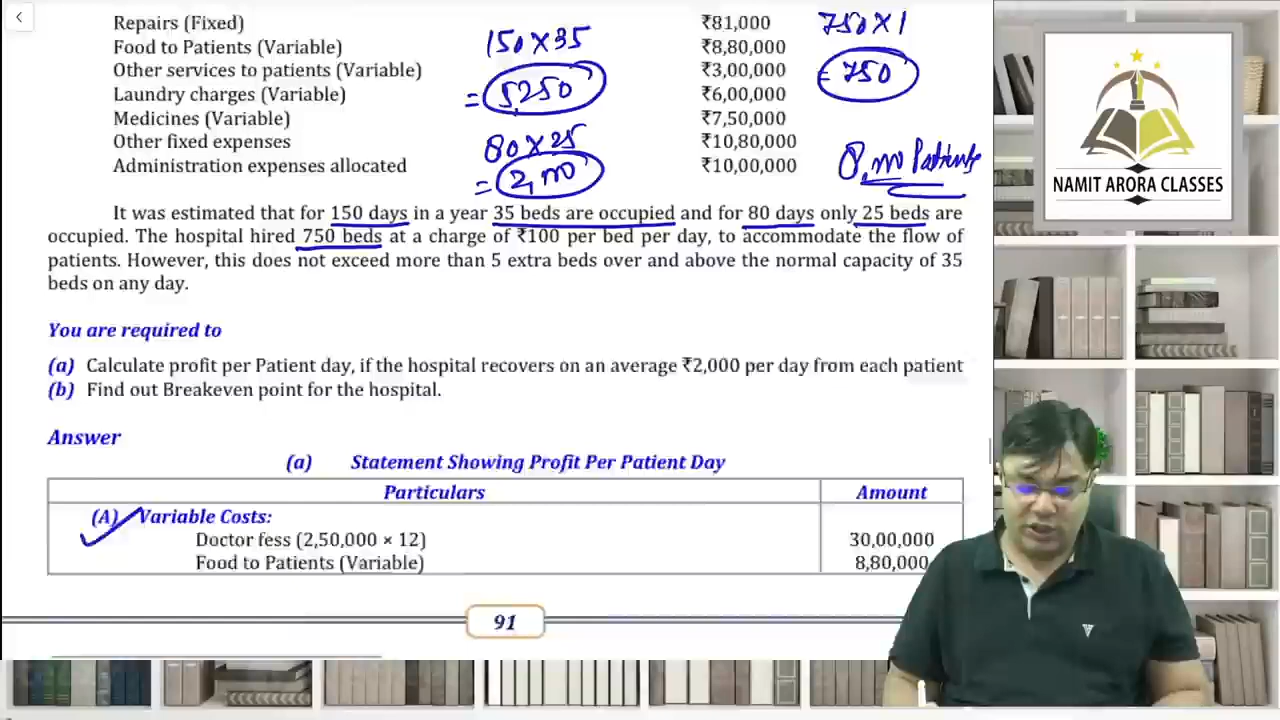 Repairs (Fixed) ₹81,000
750 × 1
Food to Patients (Variable) ₹8,80,000
150 × 35
Other services to patients (Variable) ₹3,00,000
= 750
Laundry charges (Variable) ₹6,00,000
= 5,250
Medicines (Variable) ₹7,50,000
Other fixed expenses ₹10,80,000
80 × 25
Administration expenses allocated ₹10,00,000
= 2,000
8,000 Patients
NAMIT ARORA CLASSES
It was estimated that for 150 days in a year 35 beds are occupied and for 80 days only 25 beds are
occupied. The hospital hired 750 beds at a charge of ₹100 per bed per day, to accommodate the flow of
patients. However, this does not exceed more than 5 extra beds over and above the normal capacity of 35
beds on any day.
You are required to
(a) Calculate profit per Patient day, if the hospital recovers on an average ₹2,000 per day from each patient
(b) Find out Breakeven point for the hospital.
Answer
(a) Statement Showing Profit Per Patient Day
Particulars Amount
(A) Variable Costs:
Doctor fess (2,50,000 × 12) 30,00,000
Food to Patients (Variable) 8,80,000
91